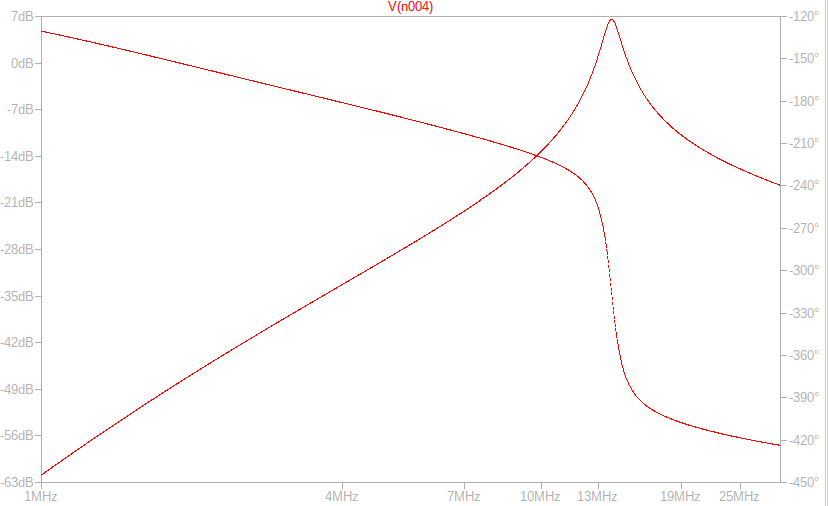 V(n004)
7dB -120°
0dB -150°
-7dB -180°
-14dB -210°
-21dB -240°
-28dB -270°
-35dB -300°
-42dB -330°
-49dB -360°
-56dB -390°
-420°
-63dB -450°
1MHz 4MHz 7MHz 10MHz 13MHz 19MHz 25MHz